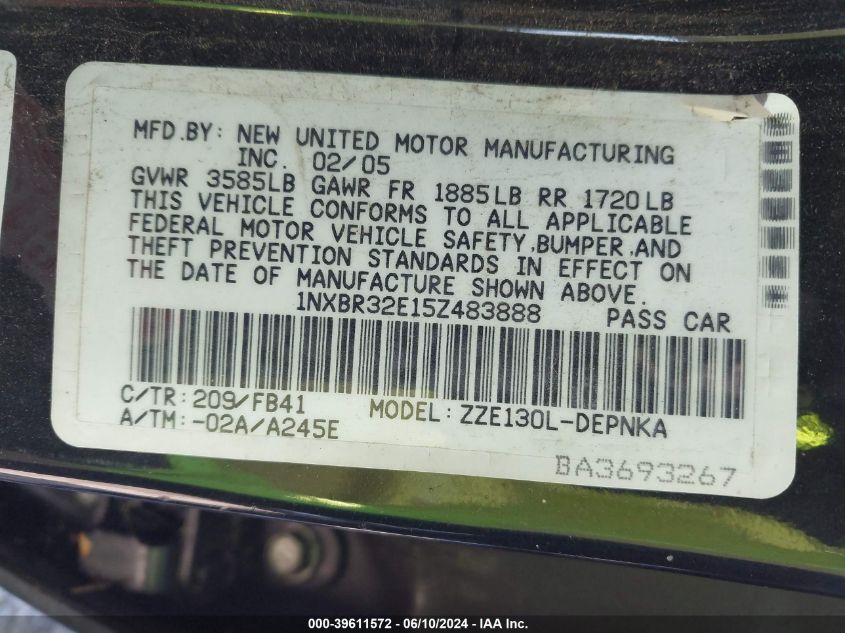 MFD.BY: NEW UNITED MOTOR MANUFACTURING
INC. 02/05
GVWR 3585LB GAWR FR 1885LB RR 1720LB
THIS VEHICLE CONFORMS TO ALL APPLICABLE
FEDERAL MOTOR VEHICLE SAFETY,BUMPER,AND
THEFT PREVENTION STANDARDS IN EFFECT ON
THE DATE OF MANUFACTURE SHOWN ABOVE.
1NXBR32E15Z483888 PASS CAR
C/TR: 209/FB41 MODEL: ZZE130L-DEPNKA
A/TM: -02A/A245E
BA3693267
000-39611572 / 06/10/2024 - IAA Inc.